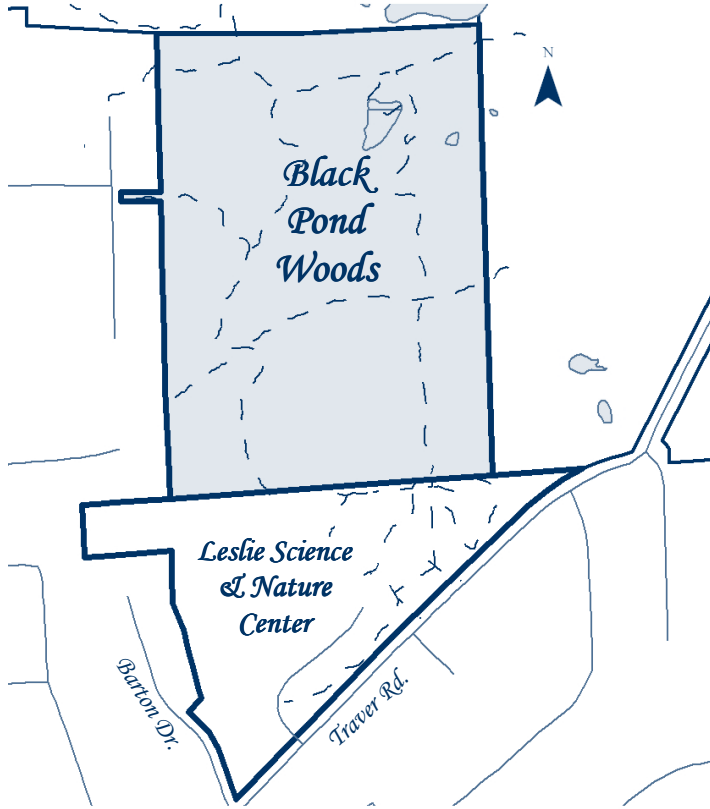 N
Black
Pond
Woods
Leslie Science
& Nature
Center
Barton Dr.
Traver Rd.